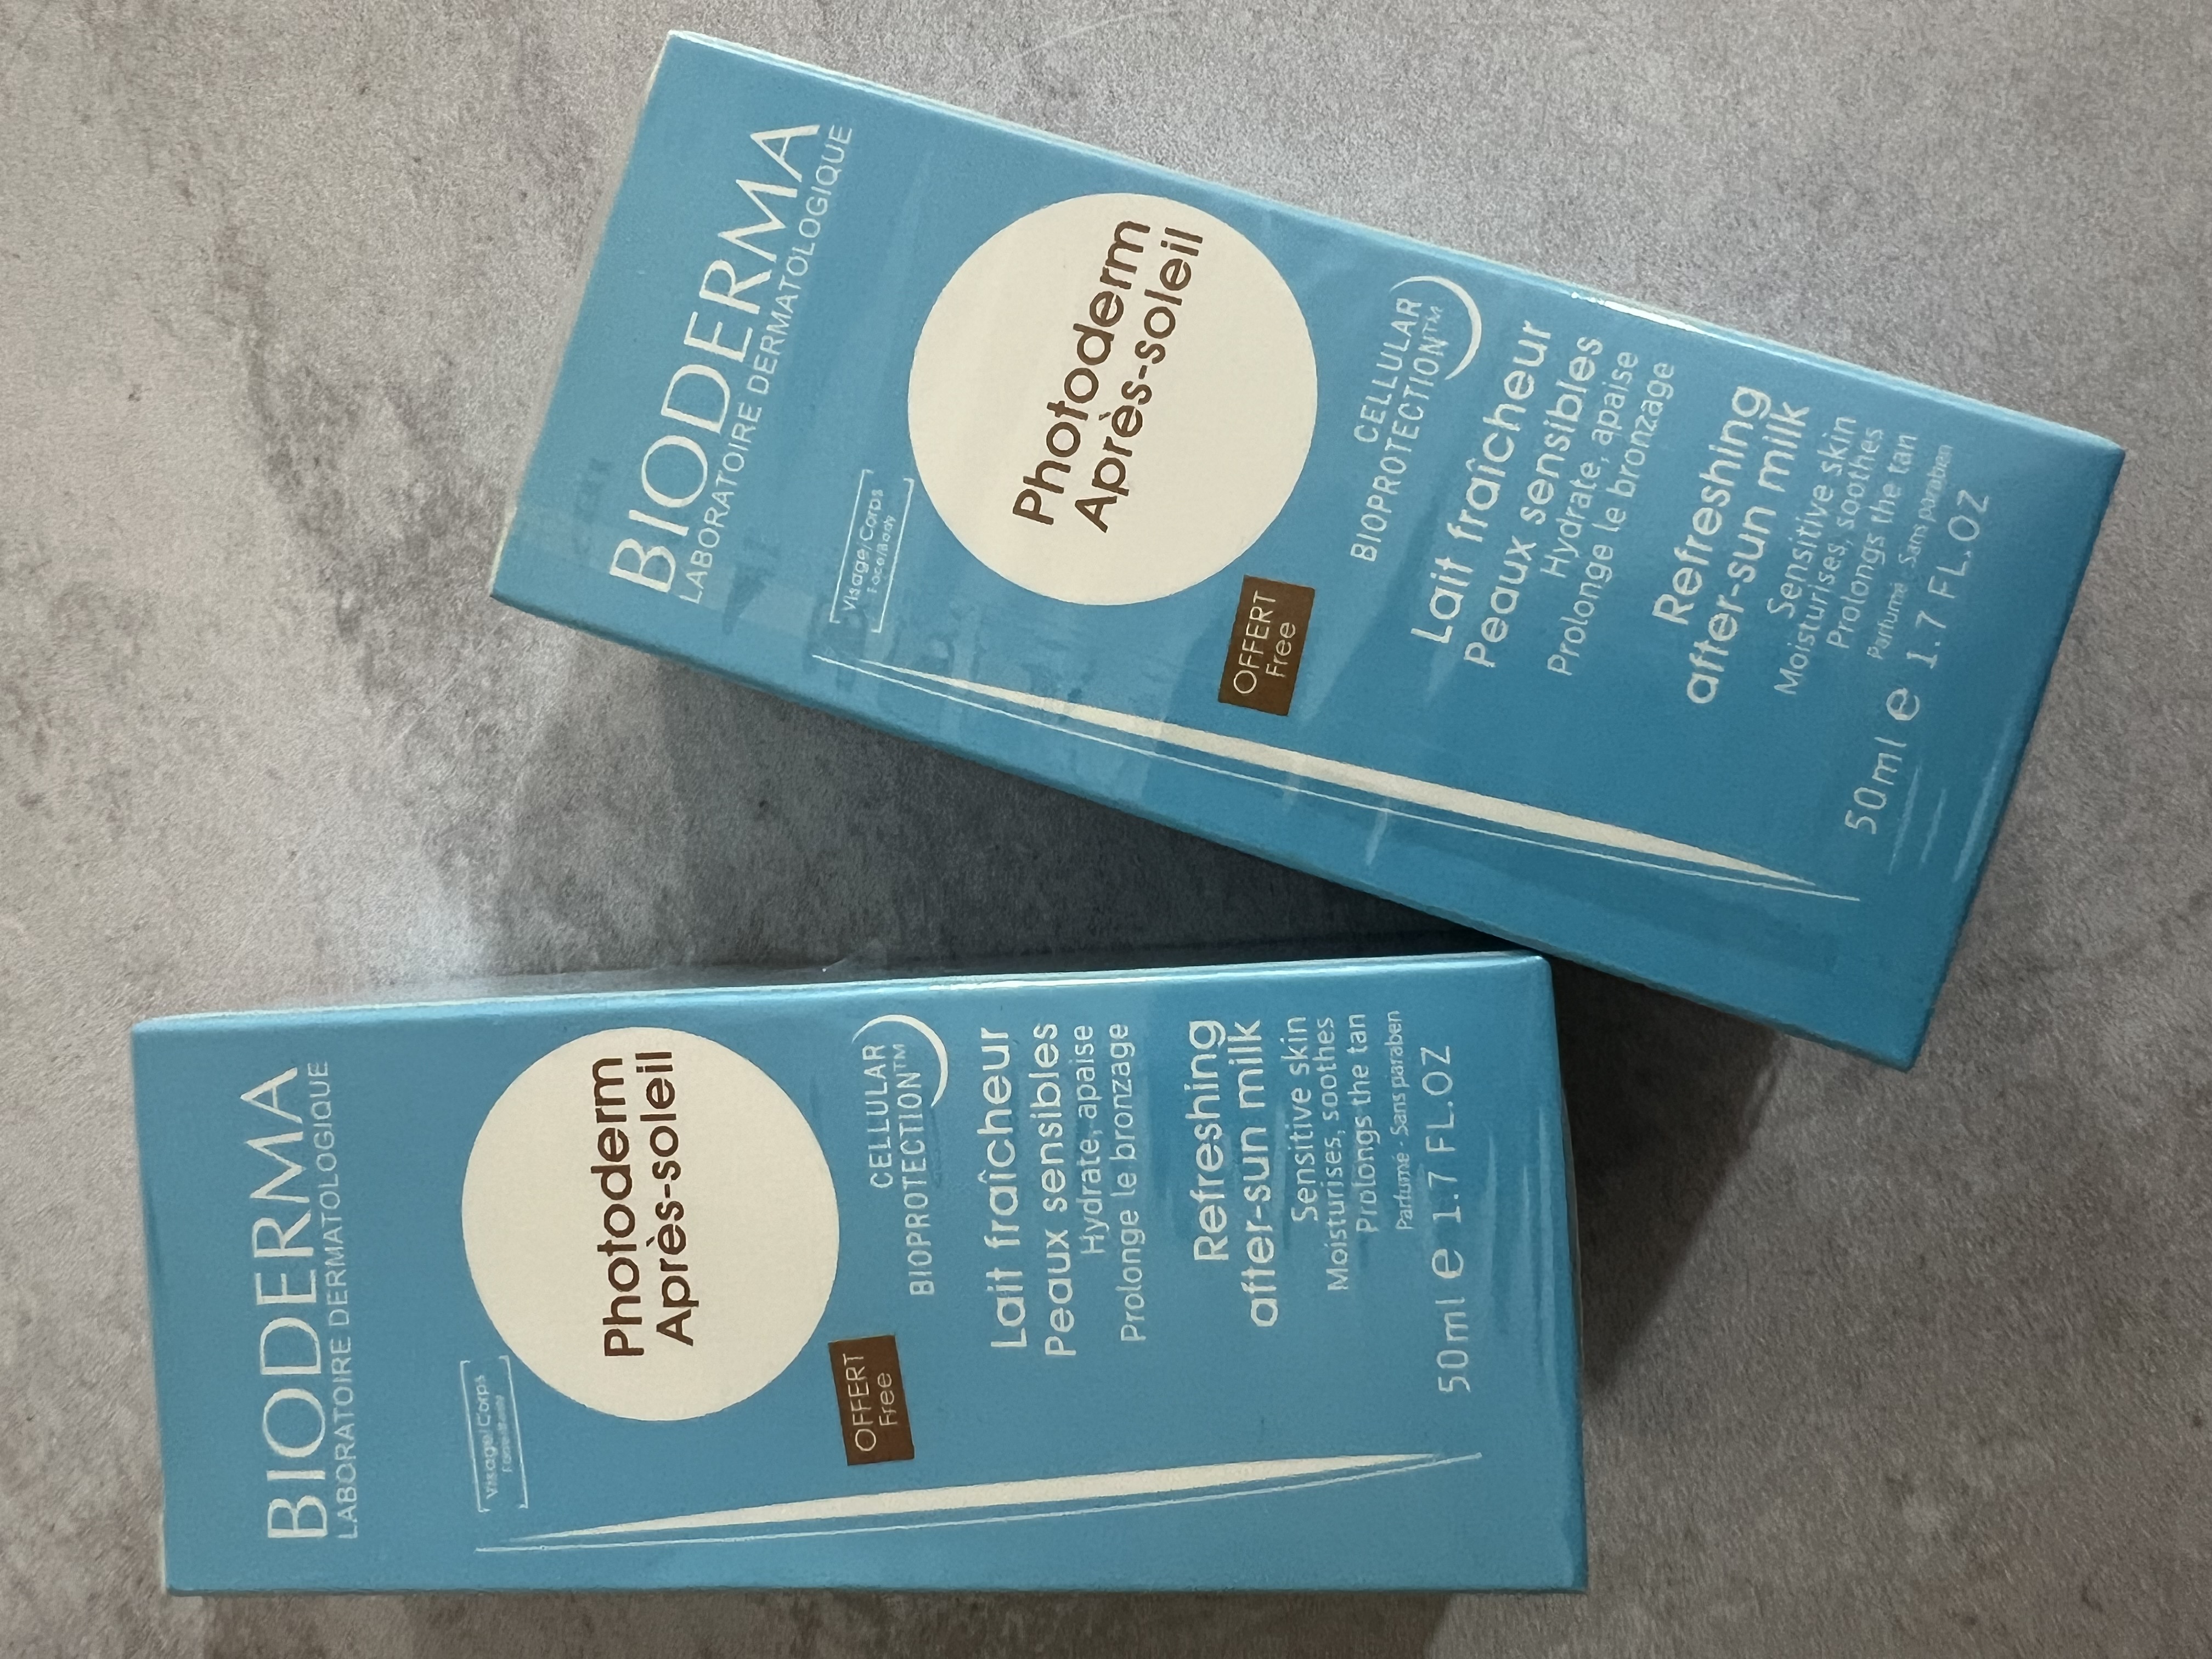 BIODERMA
LABORATOIRE DERMATOLOGIQUE
Visage/Corps
Face/Body
Photoderm
Après-soleil
OFFERT
Free
CELLULAR
BIOPROTECTION™
Lait fraîcheur
Peaux sensibles
Hydrate, apaise
Prolonge le bronzage
Refreshing
after-sun milk
Sensitive skin
Moisturises, soothes
Prolongs the tan
Parfumé - Sans paraben
50ml e 1.7 FL.OZ
BIODERMA
LABORATOIRE DERMATOLOGIQUE
Visage/Corps
Face/Body
Photoderm
Après-soleil
OFFERT
Free
CELLULAR
BIOPROTECTION™
Lait fraîcheur
Peaux sensibles
Hydrate, apaise
Prolonge le bronzage
Refreshing
after-sun milk
Sensitive skin
Moisturises, soothes
Prolongs the tan
Parfumé - Sans paraben
50ml e 1.7 FL.OZ